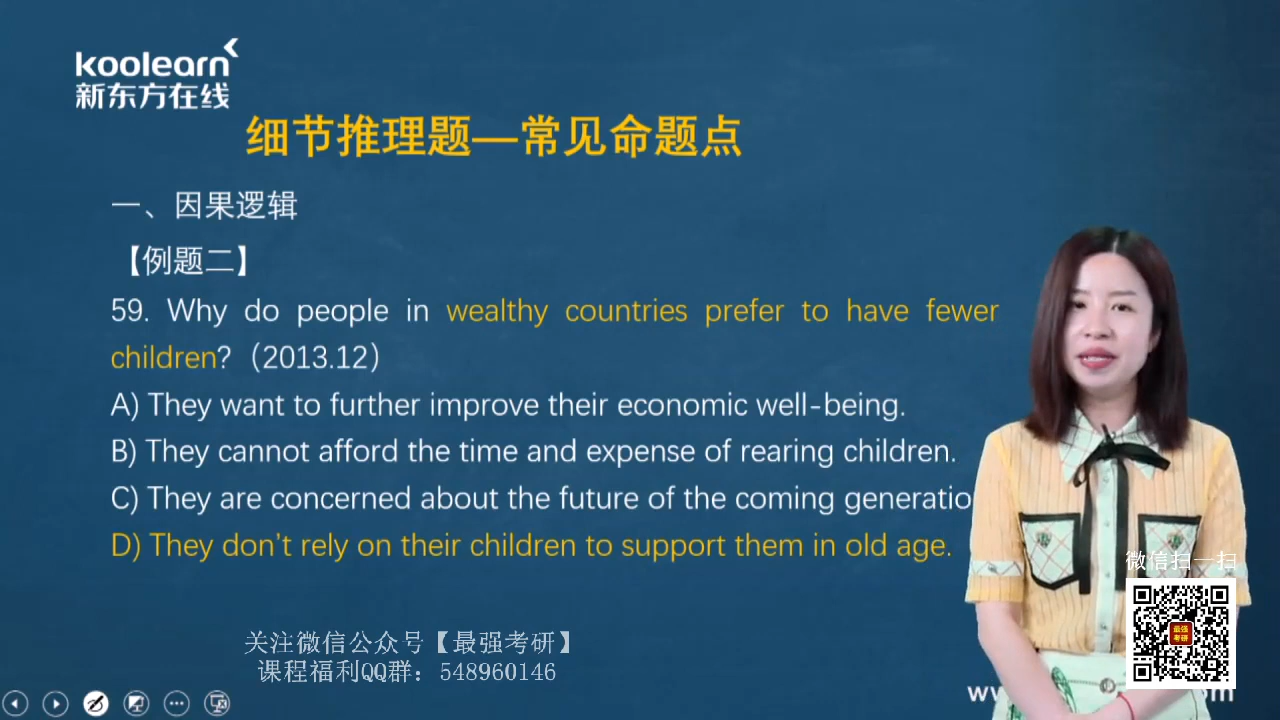 koolearn
新东方在线
细节推理题—常见命题点
一、因果逻辑
【例题二】
59. Why do people in wealthy countries prefer to have fewer
children?（2013.12）
A) They want to further improve their economic well-being.
B) They cannot afford the time and expense of rearing children.
C) They are concerned about the future of the coming generatio
D) They don't rely on their children to support them in old age.
微信扫一扫
最强
考研
关注微信公众号【最强考研】
课程福利QQ群：548960146